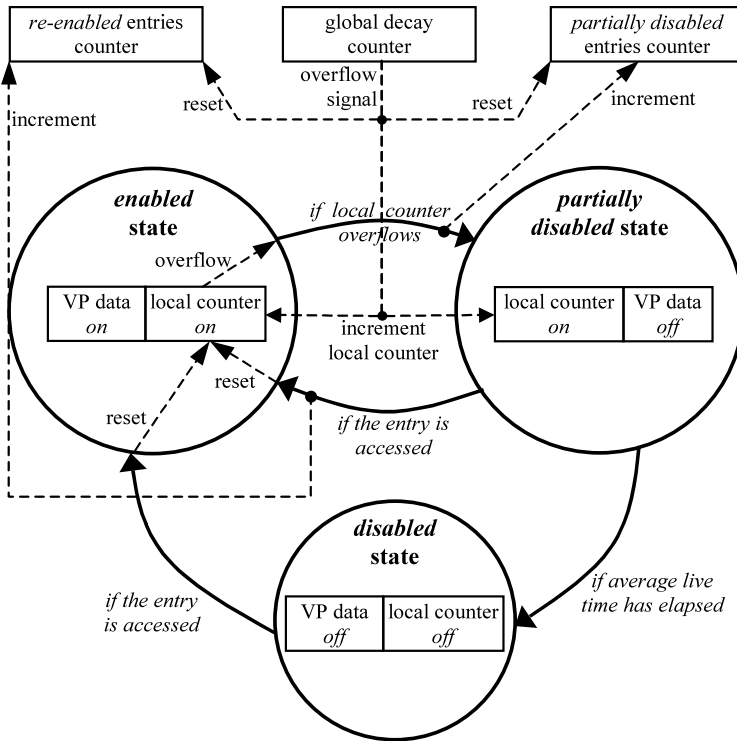 re-enabled entries
counter
global decay
counter
partially disabled
entries counter
overflow
signal
reset
reset
increment
increment
enabled
state
if local counter
overflows
partially
disabled state
overflow
VP data
on
local counter
on
increment
local counter
local counter
on
VP data
off
reset
reset
if the entry is
accessed
disabled
state
if the entry
is accessed
VP data
off
local counter
off
if average live
time has elapsed